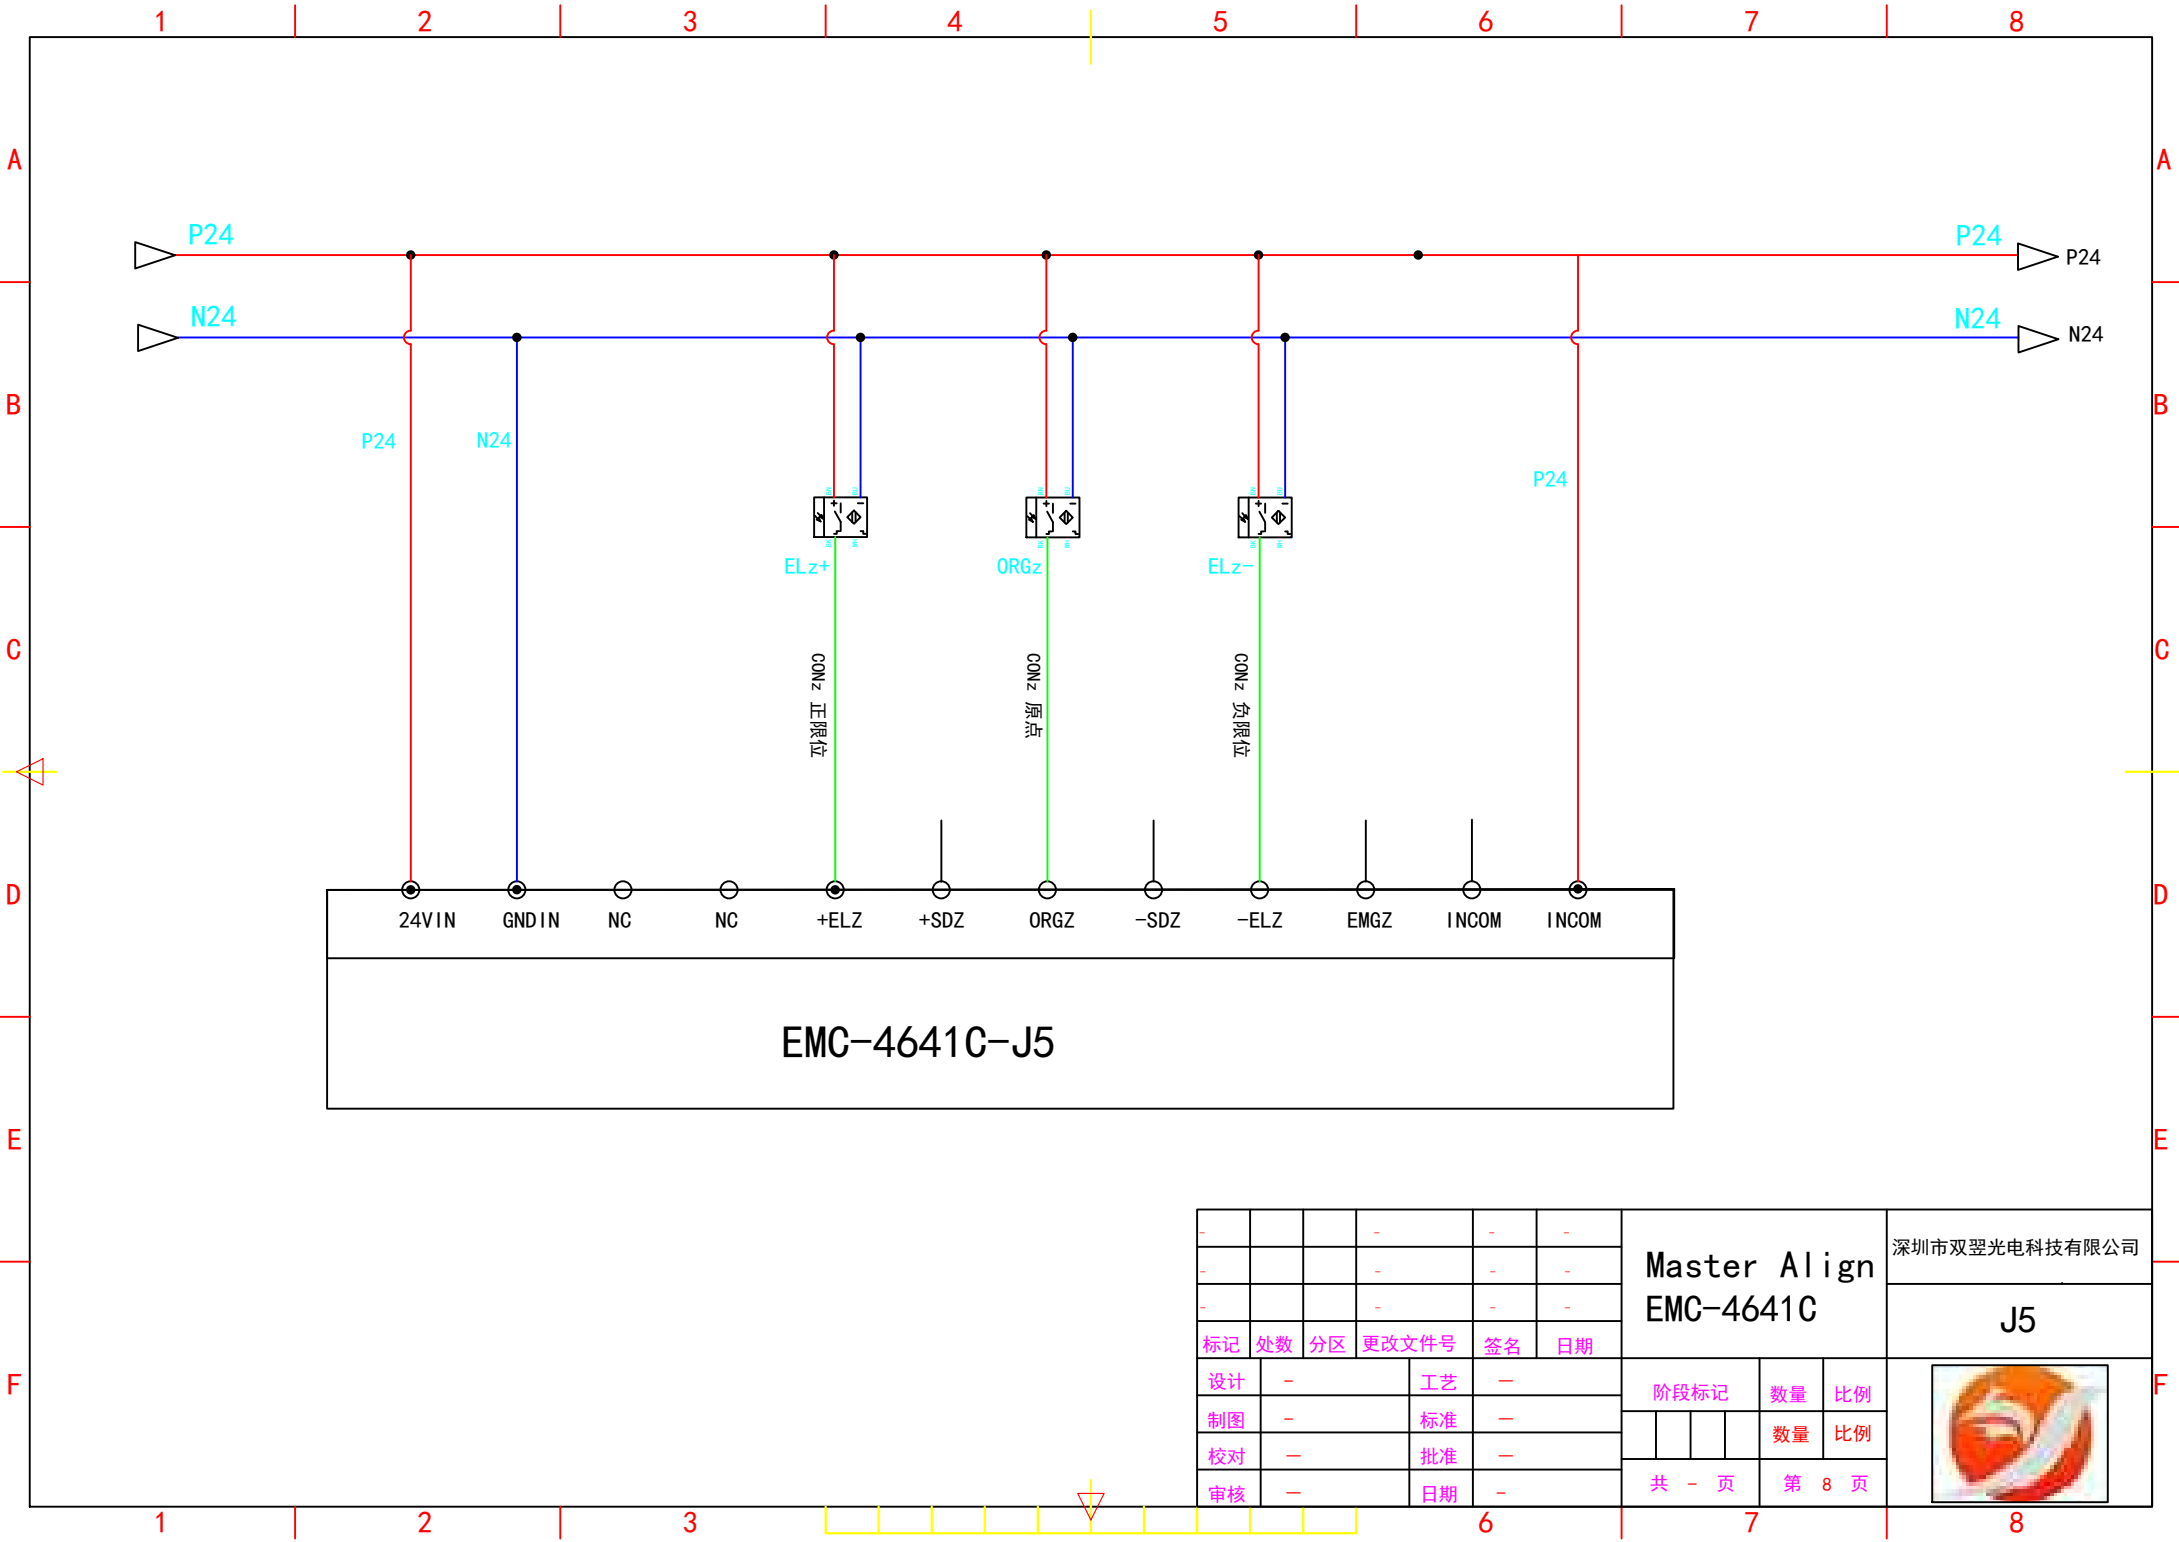 1 2 3 4 5 6 7 8
A A
P24 P24
P24
N24 N24
N24
B B
P24 N24
P24
ELz+ ORGz ELz-
C C
CONz 正限位
CONz 原点
CONz 负限位
D D
24VIN GNDIN NC NC +ELZ +SDZ ORGZ -SDZ -ELZ EMGZ INCOM INCOM
EMC-4641C-J5
E E
- - - -
- - - -
- - - -
标记 处数 分区 更改文件号 签名 日期
Master Align
EMC-4641C
深圳市双翌光电科技有限公司
J5
F F
设计 - 工艺 —
制图 - 标准 —
校对 — 批准 —
审核 — 日期 -
阶段标记 数量 比例
数量 比例
共 - 页 第 8 页
1 2 3 6 7 8